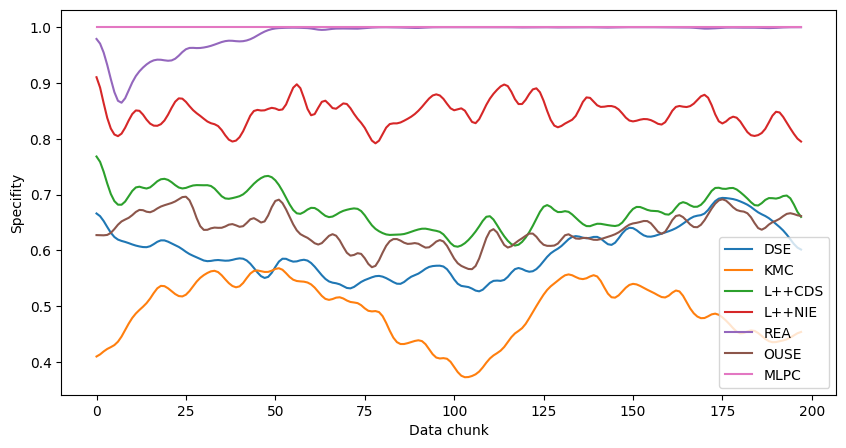 1.0
0.9
0.8
0.7
0.6
0.5
0.4
Specifity
0
25
50
75
100
125
150
175
200
Data chunk
DSE
KMC
L++CDS
L++NIE
REA
OUSE
MLPC